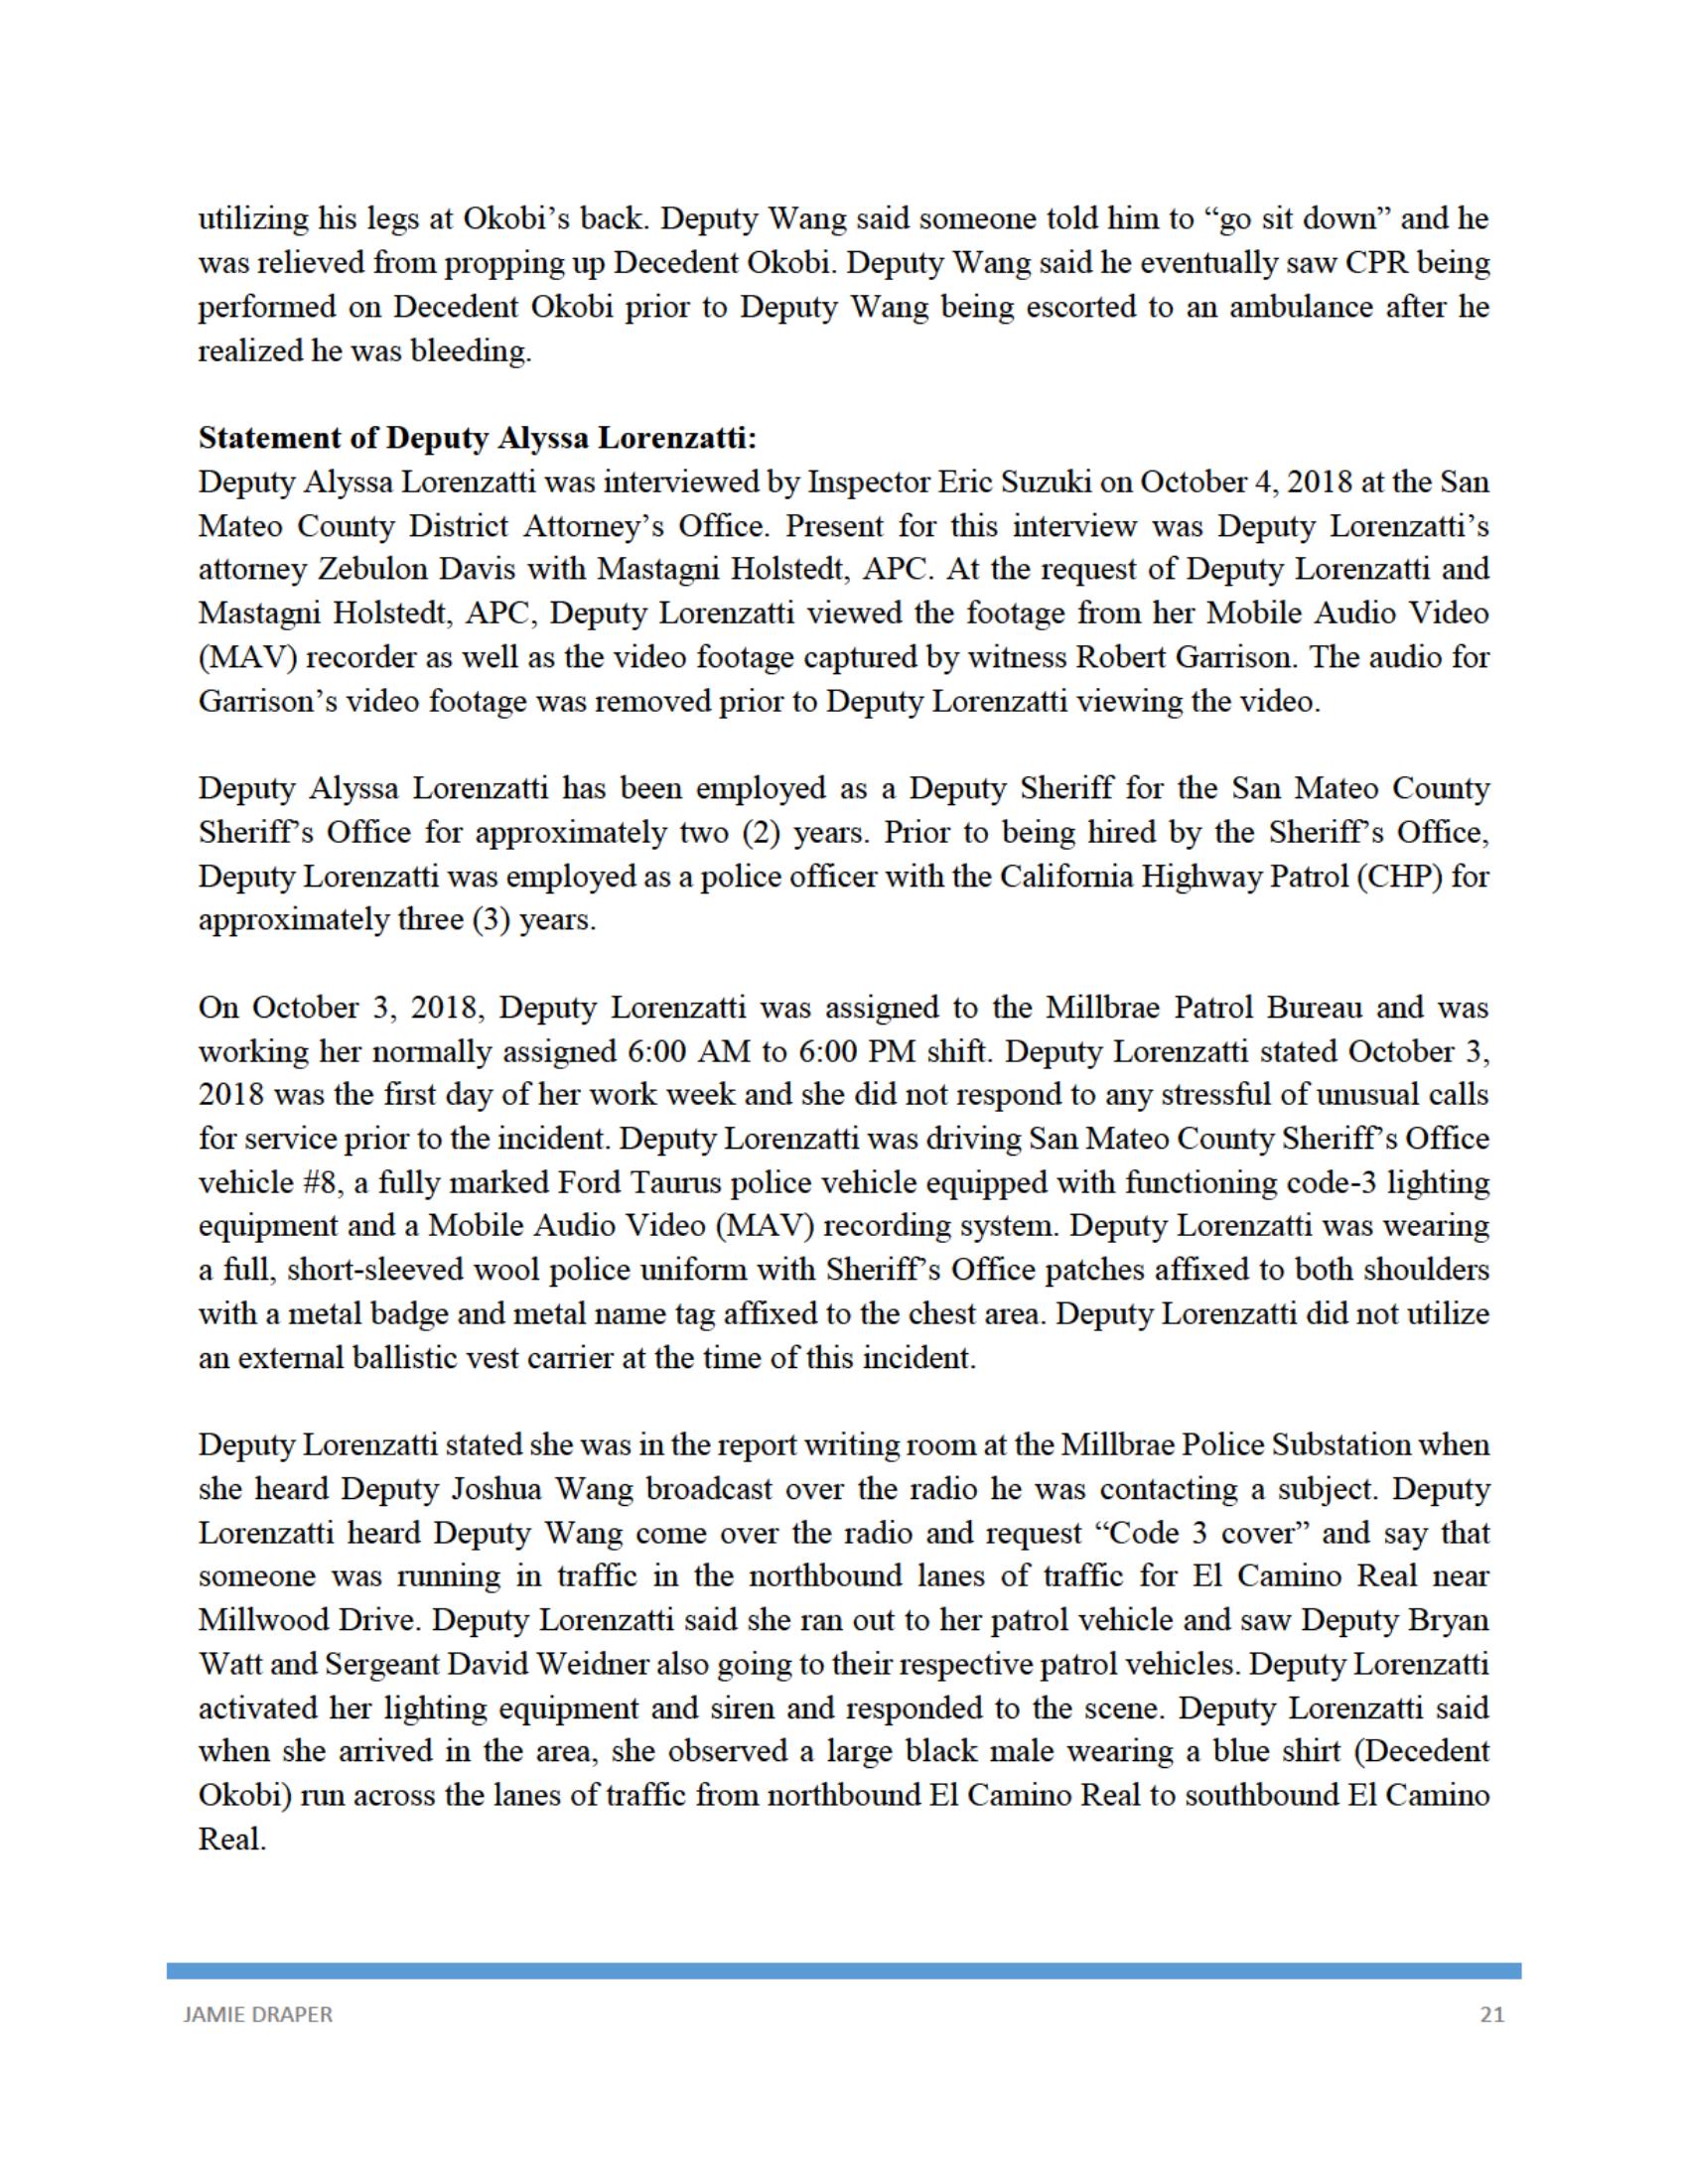 utilizing his legs at Okobi’s back. Deputy Wang said someone told him to “go sit down” and he
was relieved from propping up Decedent Okobi. Deputy Wang said he eventually saw CPR being
performed on Decedent Okobi prior to Deputy Wang being escorted to an ambulance after he
realized he was bleeding.
Statement of Deputy Alyssa Lorenzatti:
Deputy Alyssa Lorenzatti was interviewed by Inspector Eric Suzuki on October 4, 2018 at the San
Mateo County District Attorney’s Office. Present for this interview was Deputy Lorenzatti’s
attorney Zebulon Davis with Mastagni Holstedt, APC. At the request of Deputy Lorenzatti and
Mastagni Holstedt, APC, Deputy Lorenzatti viewed the footage from her Mobile Audio Video
(MAV) recorder as well as the video footage captured by witness Robert Garrison. The audio for
Garrison’s video footage was removed prior to Deputy Lorenzatti viewing the video.
Deputy Alyssa Lorenzatti has been employed as a Deputy Sheriff for the San Mateo County
Sheriff’s Office for approximately two (2) years. Prior to being hired by the Sheriff’s Office,
Deputy Lorenzatti was employed as a police officer with the California Highway Patrol (CHP) for
approximately three (3) years.
On October 3, 2018, Deputy Lorenzatti was assigned to the Millbrae Patrol Bureau and was
working her normally assigned 6:00 AM to 6:00 PM shift. Deputy Lorenzatti stated October 3,
2018 was the first day of her work week and she did not respond to any stressful of unusual calls
for service prior to the incident. Deputy Lorenzatti was driving San Mateo County Sheriff’s Office
vehicle #8, a fully marked Ford Taurus police vehicle equipped with functioning code-3 lighting
equipment and a Mobile Audio Video (MAV) recording system. Deputy Lorenzatti was wearing
a full, short-sleeved wool police uniform with Sheriff’s Office patches affixed to both shoulders
with a metal badge and metal name tag affixed to the chest area. Deputy Lorenzatti did not utilize
an external ballistic vest carrier at the time of this incident.
Deputy Lorenzatti stated she was in the report writing room at the Millbrae Police Substation when
she heard Deputy Joshua Wang broadcast over the radio he was contacting a subject. Deputy
Lorenzatti heard Deputy Wang come over the radio and request “Code 3 cover” and say that
someone was running in traffic in the northbound lanes of traffic for El Camino Real near
Millwood Drive. Deputy Lorenzatti said she ran out to her patrol vehicle and saw Deputy Bryan
Watt and Sergeant David Weidner also going to their respective patrol vehicles. Deputy Lorenzatti
activated her lighting equipment and siren and responded to the scene. Deputy Lorenzatti said
when she arrived in the area, she observed a large black male wearing a blue shirt (Decedent
Okobi) run across the lanes of traffic from northbound El Camino Real to southbound El Camino
Real.
JAMIE DRAPER 21